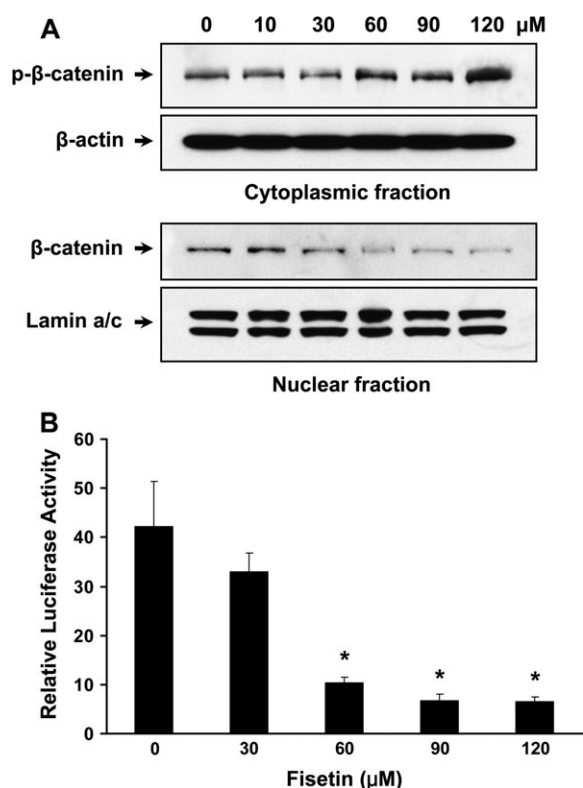 A
0 10 30 60 90 120 μM
p-β-catenin
β-actin
Cytoplasmic fraction
β-catenin
Lamin a/c
Nuclear fraction
B
Relative Luciferase Activity
60
50
40
30
20
10
0
* * *
0 30 60 90 120
Fisetin (μM)